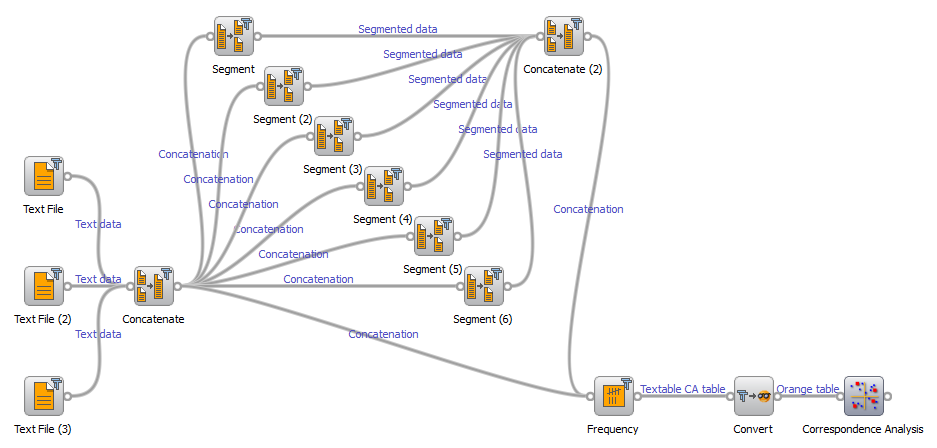 Segmented data
Segment
Concatenate (2)
Segmented data
Segment (2)
Segmented data
Segmented data
Segment (3)
Segmented data
Concatenation
Segmented data
Concatenation
Text File
Concatenation
Concatenation
Segment (4)
Text data
Concatenation
Concatenation
Segment (5)
Text data
Concatenation
Text File (2)
Concatenate
Segment (6)
Text data
Concatenation
Textable CA table
Orange table
Text File (3)
Frequency
Convert
Correspondence Analysis